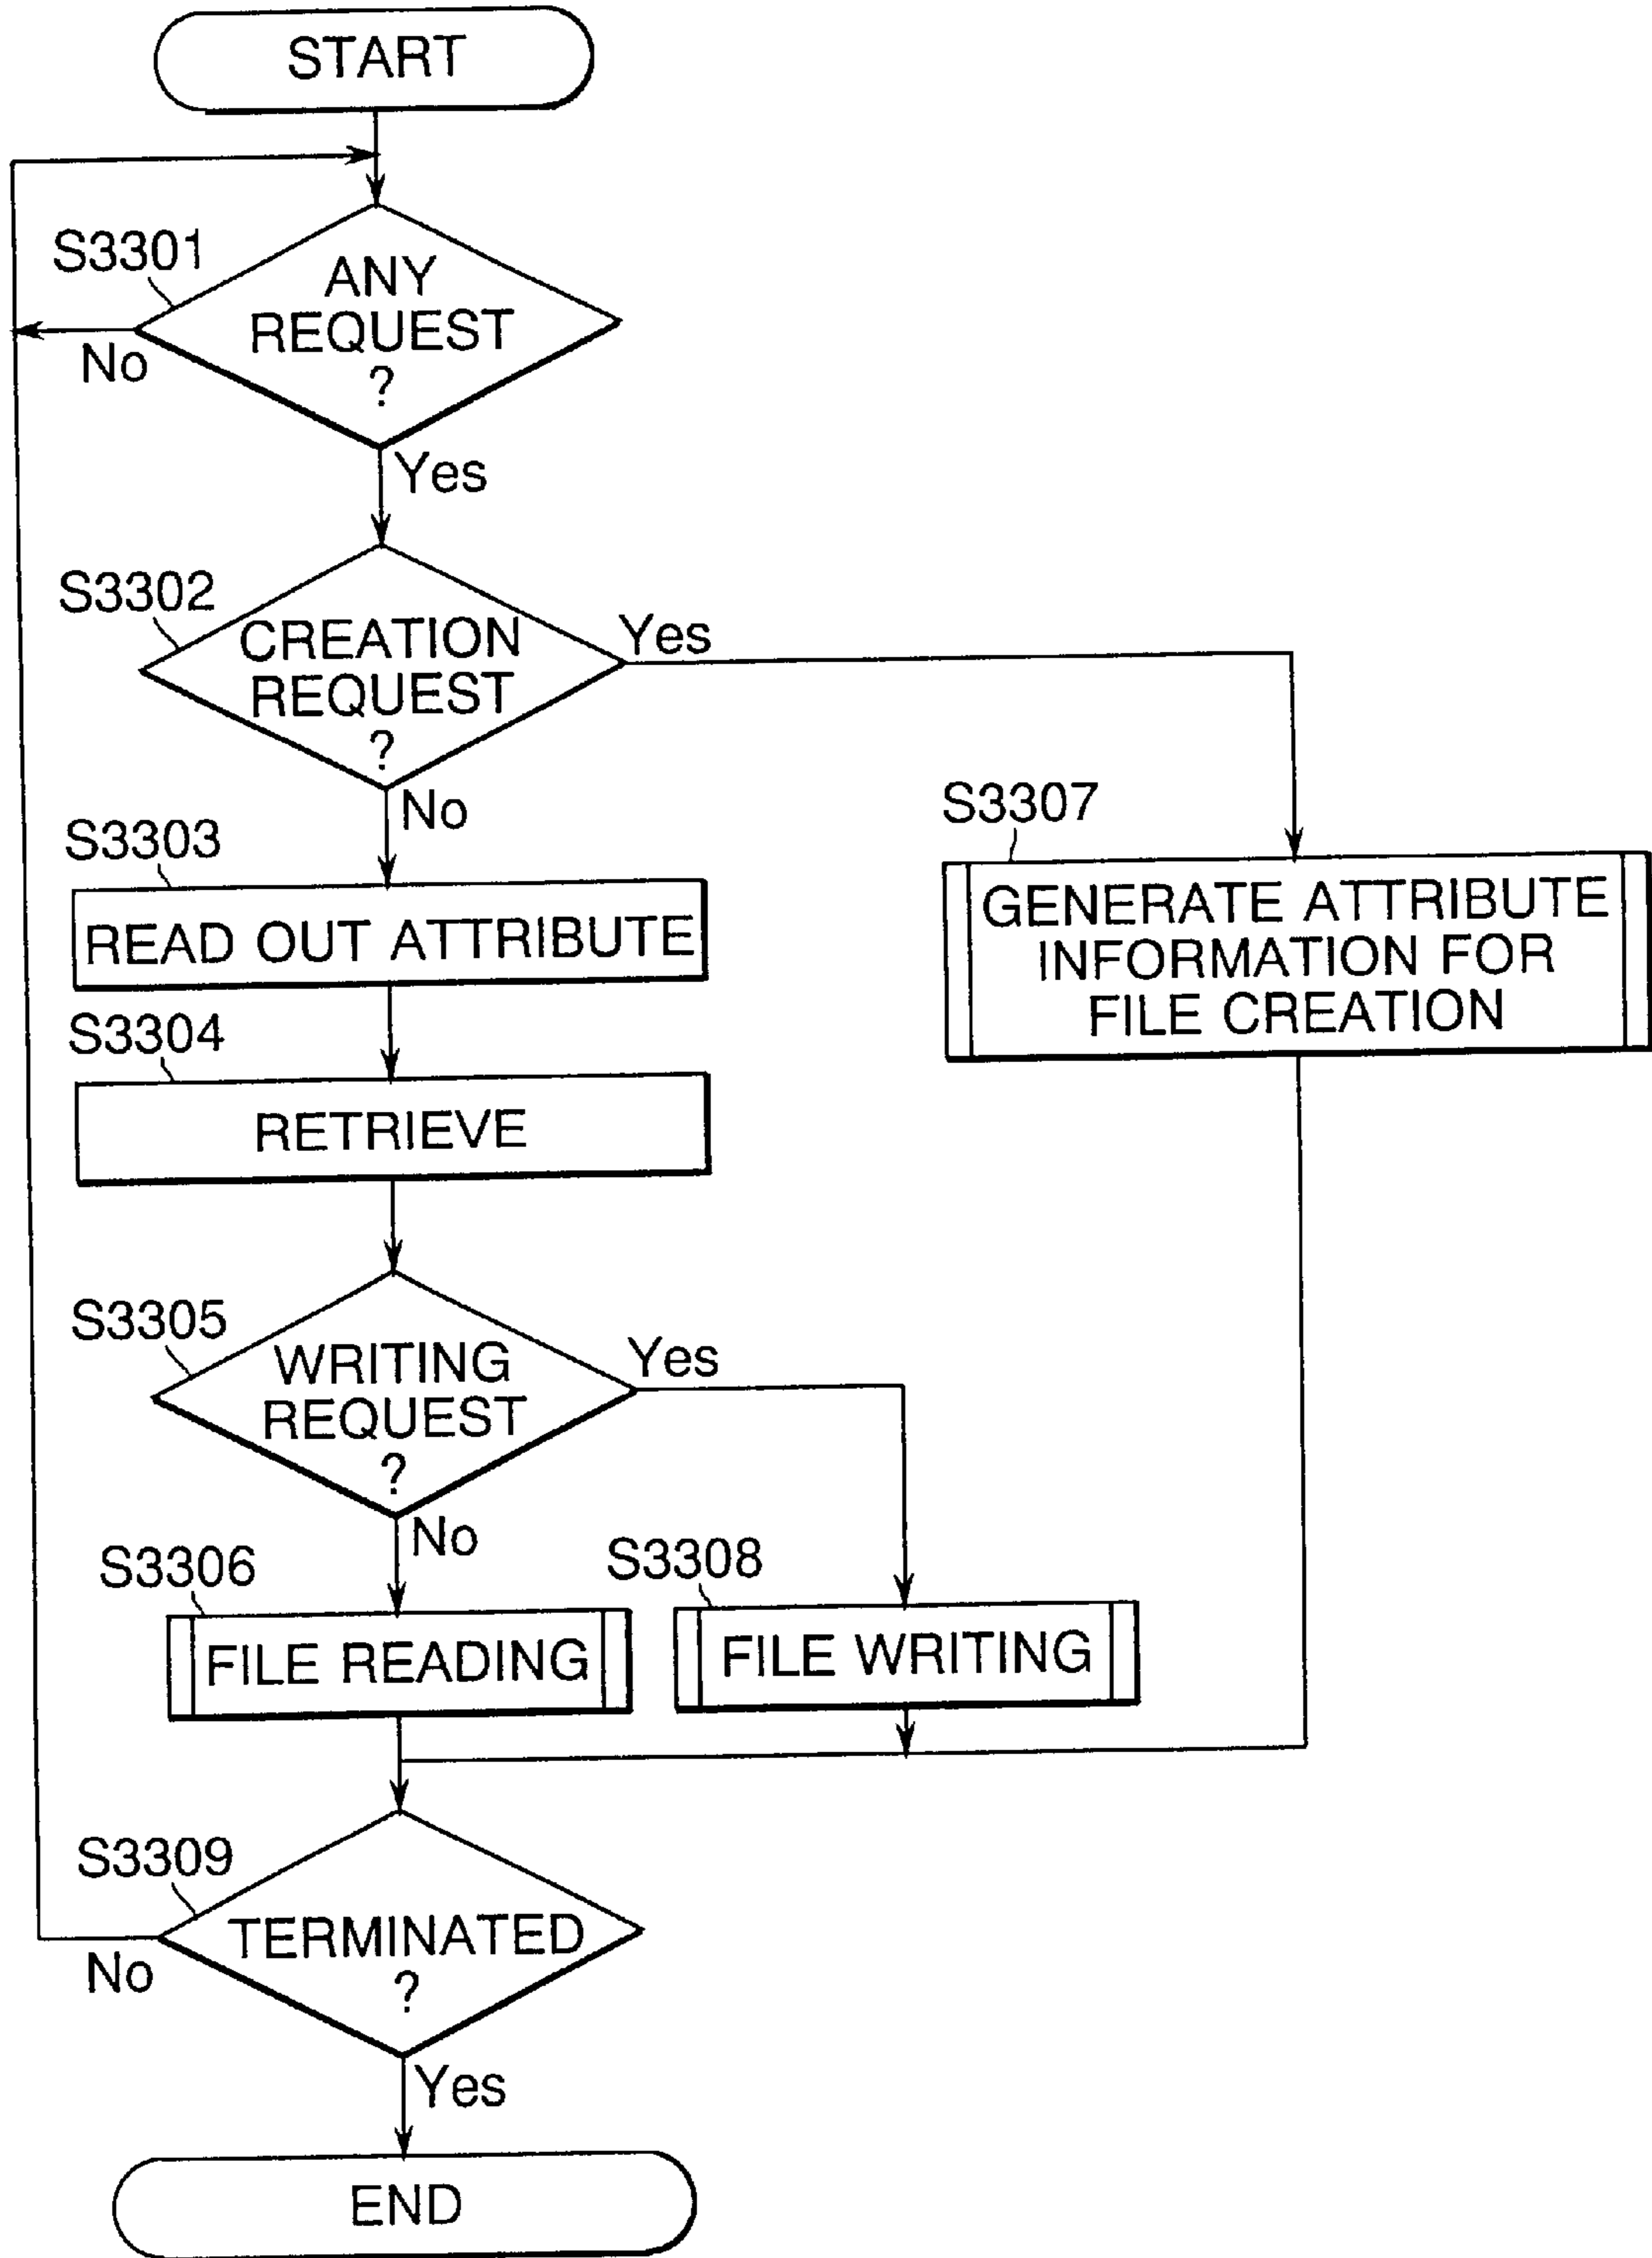 START
S3301
ANY
REQUEST
?
No
Yes
S3302
CREATION
REQUEST
?
Yes
No
S3303
READ OUT ATTRIBUTE
S3307
GENERATE ATTRIBUTE
INFORMATION FOR
FILE CREATION
S3304
RETRIEVE
S3305
WRITING
REQUEST
?
Yes
No
S3306
FILE READING
S3308
FILE WRITING
S3309
TERMINATED
?
No
Yes
END